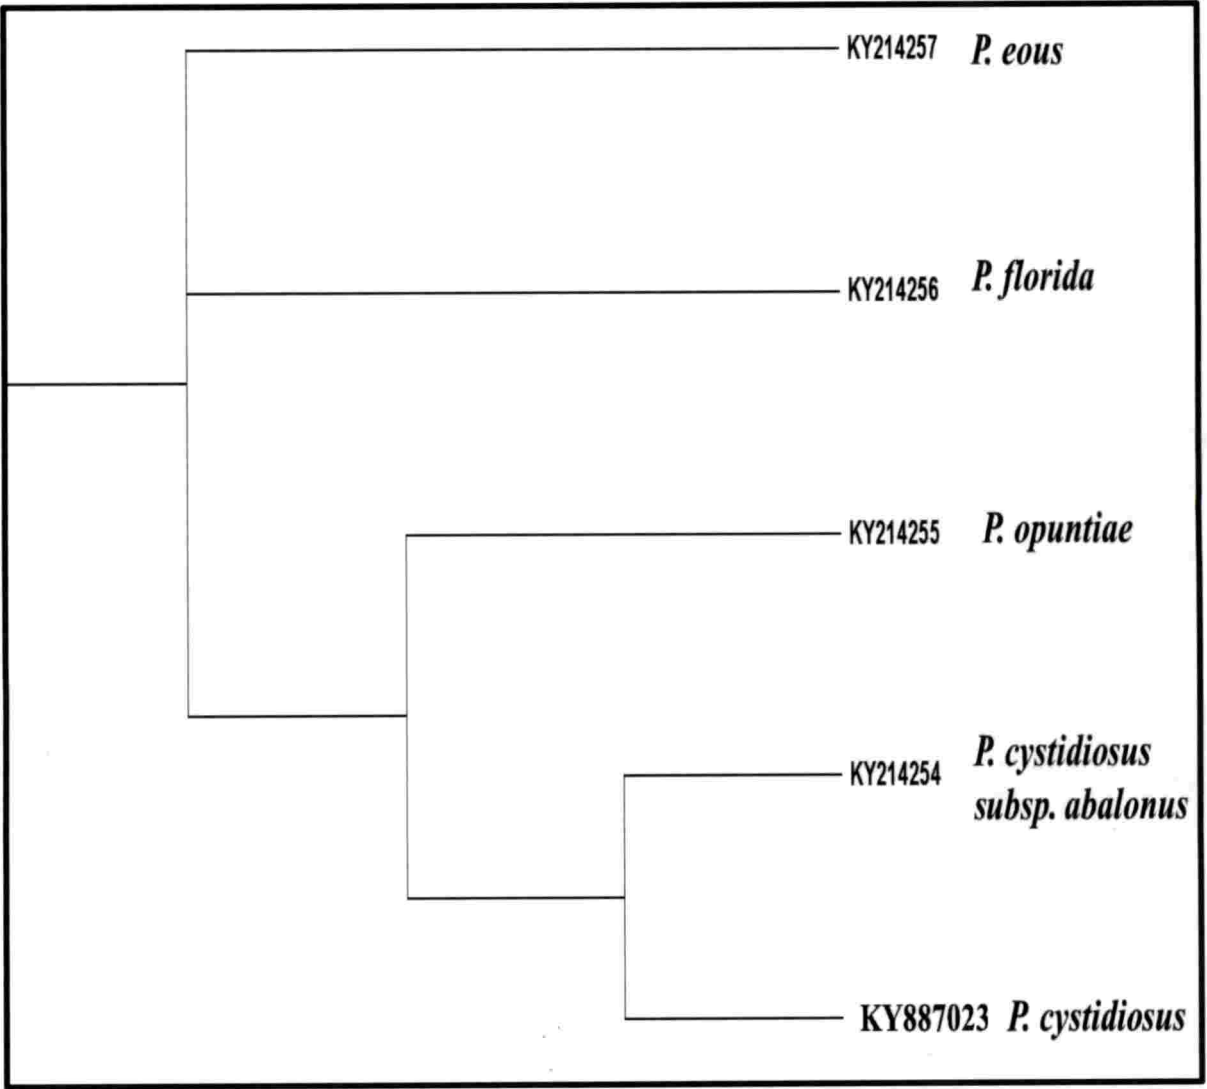 KY214257 P. eous
KY214256 P. florida
KY214255 P. opuntiae
KY214254 P. cystidiosus
subsp. abalonus
KY887023 P. cystidiosus